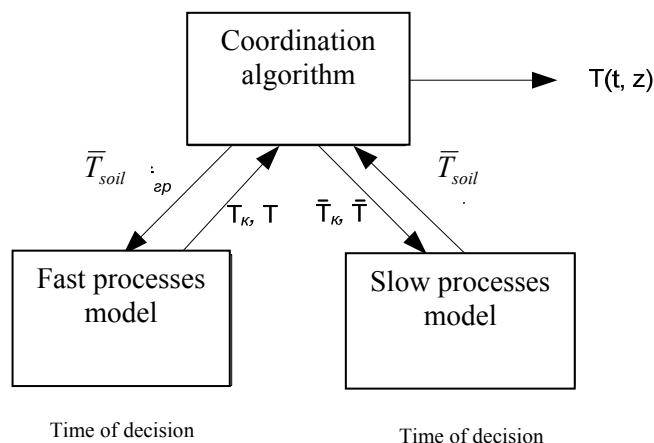 Coordination
algorithm
T(t, z)
T̅soil
гр
Tк, T
T̅к, T̅
T̅soil
Fast processes
model
Slow processes
model
Time of decision
Time of decision